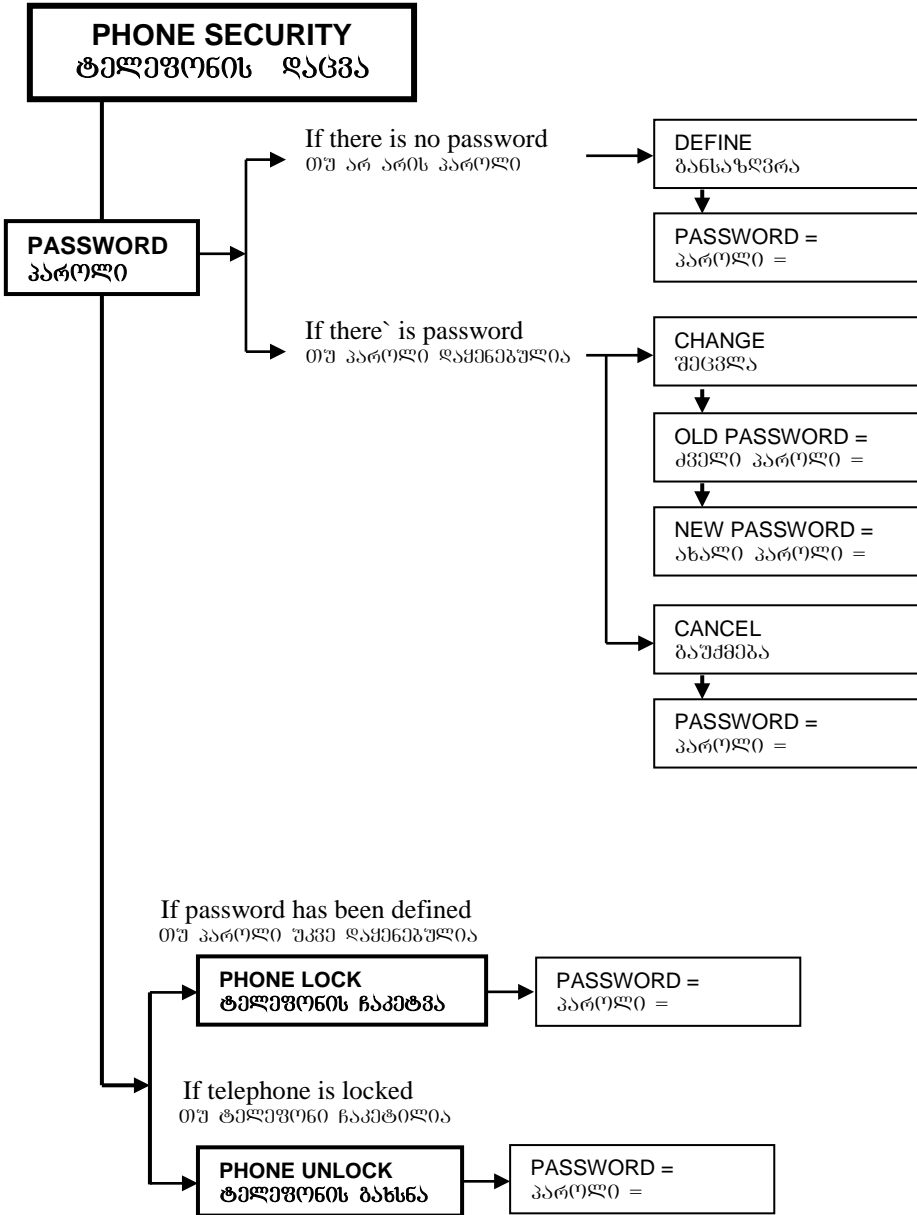 PHONE SECURITY
ტელეფონის დაცვა
If there is no password
თუ არ არის პაროლი
DEFINE
განსაზღვრა
PASSWORD =
პაროლი =
PASSWORD
პაროლი
If there` is password
თუ პაროლი დაყენებულია
CHANGE
შეცვლა
OLD PASSWORD =
ძველი პაროლი =
NEW PASSWORD =
ახალი პაროლი =
CANCEL
გაუქმება
PASSWORD =
პაროლი =
If password has been defined
თუ პაროლი უკვე დაყენებულია
PHONE LOCK
ტელეფონის ჩაკეტვა
PASSWORD =
პაროლი =
If telephone is locked
თუ ტელეფონი ჩაკეტილია
PHONE UNLOCK
ტელეფონის გახსნა
PASSWORD =
პაროლი =